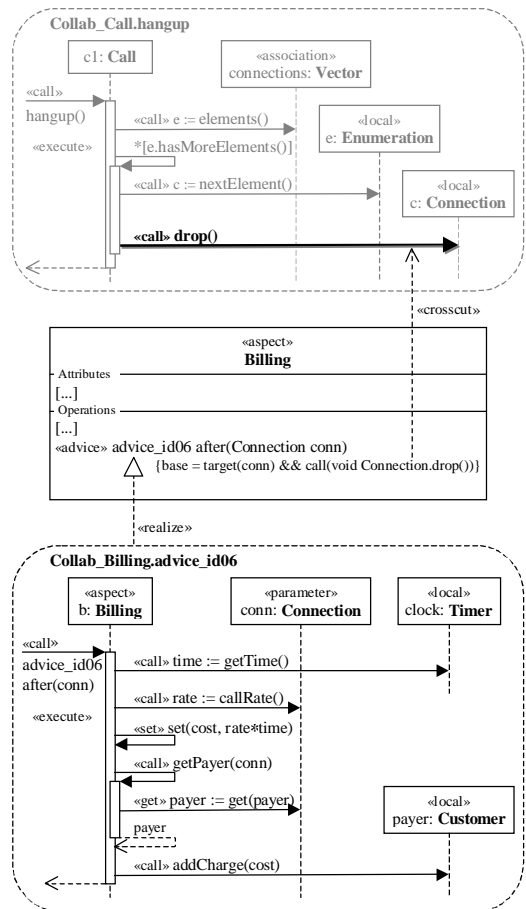 Collab_Call.hangup
c1: Call
«association»
connections: Vector
«call»
hangup()
«call» e := elements()
«local»
e: Enumeration
«execute»
*[e.hasMoreElements()]
«call» c := nextElement()
«local»
c: Connection
«call» drop()
«crosscut»
«aspect»
Billing
Attributes
[...]
Operations
[...]
«advice» advice_id06 after(Connection conn)
{base = target(conn) && call(void Connection.drop())}
«realize»
Collab_Billing.advice_id06
«aspect»
b: Billing
«parameter»
conn: Connection
«local»
clock: Timer
«call»
advice_id06
after(conn)
«call» time := getTime()
«call» rate := callRate()
«execute»
«set» set(cost, rate*time)
«call» getPayer(conn)
«get» payer := get(payer)
«local»
payer: Customer
payer
«call» addCharge(cost)